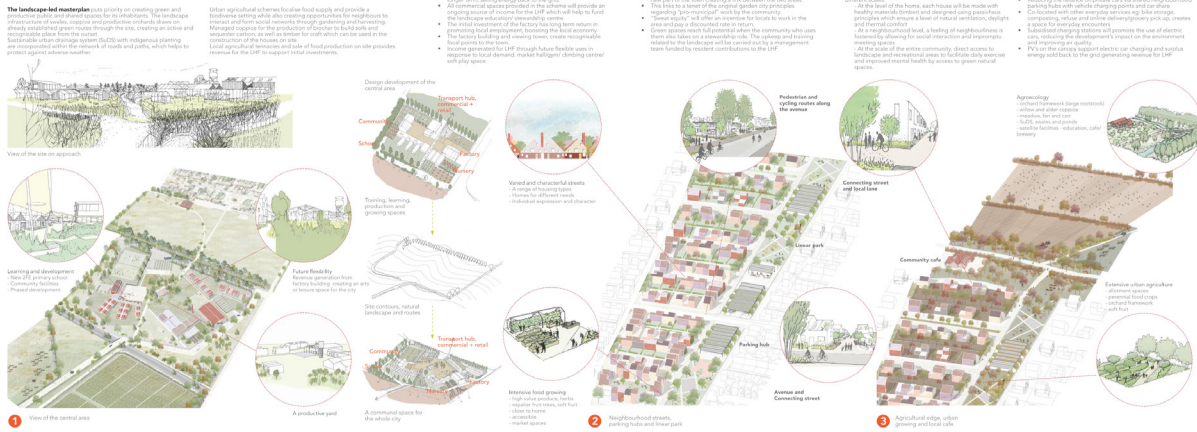 The landscape-led masterplan puts priority on creating green and
productive public and shared spaces for its inhabitants. The landscape
infrastructure of swales, coppice and productive orchards draws on
the well established green routes through the site, creating an active and
recognisable place from the outset
Sustainable urban drainage system (SuDS) with indigenous planting
are incorporated within the network of roads and paths, which helps to
protect against adverse weather.
Urban agricultural schemes localise food supply and provide a
biodiverse setting while also creating opportunities for neighbours to
interact and form social networks through gardening and harvesting.
Managed coppice for the production of biochar to build soils and
sequester carbon, as well as timber for craft which can be used in the
construction of the houses on site.
Local agricultural terraces and sale of food production on site provides
revenue for the LHF to support initial investments.
• All commercial spaces provided in the scheme will provide an
ongoing source of income for the LHF which will help to fund
the landscape education/ stewardship centre.
• The initial investment of the factory has long term return in
promoting local employment, boosting the local economy.
• The factory building and viewing tower, create recognisable
focal points to the town.
• Income generated for LHF through future flexible uses in
response to local demand: market hall/gym/ climbing centre/
soft play space
• This links to a tenet of the original garden city principles
regarding "pro-municipal" work by the community.
• "Sweat equity" will offer an incentive for locals to work in the
area and pay a discounted rate in return.
• Green spaces reach full potential when the community who uses
them also takes on a stewardship role. The upkeep and training
related to the landscape will be carried out by a management
team funded by resident contributions to the LHF
- At the level of the home, each house will be made with
healthy materials (timber) and designed using passivhaus
principles which ensure a level of natural ventilation, daylight
and thermal comfort
- At a neighbourhood level, a feeling of neighbourliness is
fostered by allowing for social interaction and impromptu
meeting spaces
- At the scale of the entire community, direct access to
landscape and recreational areas to facilitate daily exercise
and improved mental health by access to green natural
spaces.
parking hubs with vehicle charging points and car share.
• Co-located with other everyday services eg. bike storage,
composting, refuse and online delivery/grocery pick up, creates
a space for everyday encounters
• Subsidised charging stations will promote the use of electric
cars, reducing the development's impact on the environment
and improving air quality.
• PV's on the canopy support electric car charging and surplus
energy sold back to the grid generating revenue for LHF
View of the site on approach
Design development of the
central area
Transport hub,
commercial +
retail
Community
School
Factory
Nursery
Training, learning,
production and
growing spaces
Site contours, natural
landscape and routes
Transport hub,
commercial + retail
Community
Factory
Nursery
A communal space for
the whole city
Learning and development
- New 2FE primary school
- Community facilities
- Phased development
Future flexibility
Revenue generation from
factory building, creating an arts
or leisure space for the city
A productive yard
1 View of the central area
Varied and characterful streets
- A range of housing types
- Homes for different needs
- Individual expression and character
Pedestrian and
cycling routes along
the avenue
Connecting street
and local lane
Linear park
Parking hub
Avenue and
Connecting street
Intensive food growing
- high value produce, herbs
- espalier fruit trees, soft fruit
- close to home
- accessible
- market spaces
2 Neighbourhood streets,
parking hubs and linear park
Agroecology
- orchard framework (large rootstock)
- willow and alder coppice
- meadow, fen and carr
- SuDS, swales and ponds
- satellite facilities - education, cafe/
brewery
Community cafe
Extensive urban agriculture
- allotment spaces
- perennial food crops
- orchard framework
- soft fruit
3 Agricultural edge, urban
growing and local cafe